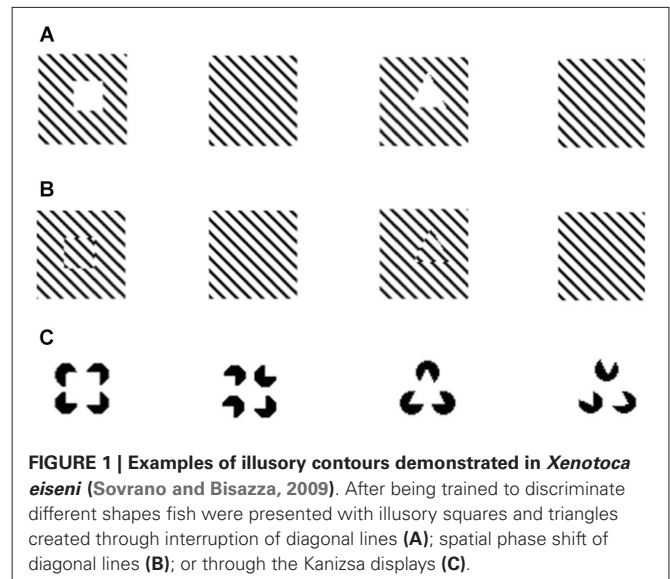 A
B
C
FIGURE 1 | Examples of illusory contours demonstrated in Xenotoca
eiseni (Sovrano and Bisazza, 2009). After being trained to discriminate
different shapes fish were presented with illusory squares and triangles
created through interruption of diagonal lines (A); spatial phase shift of
diagonal lines (B); or through the Kanizsa displays (C).